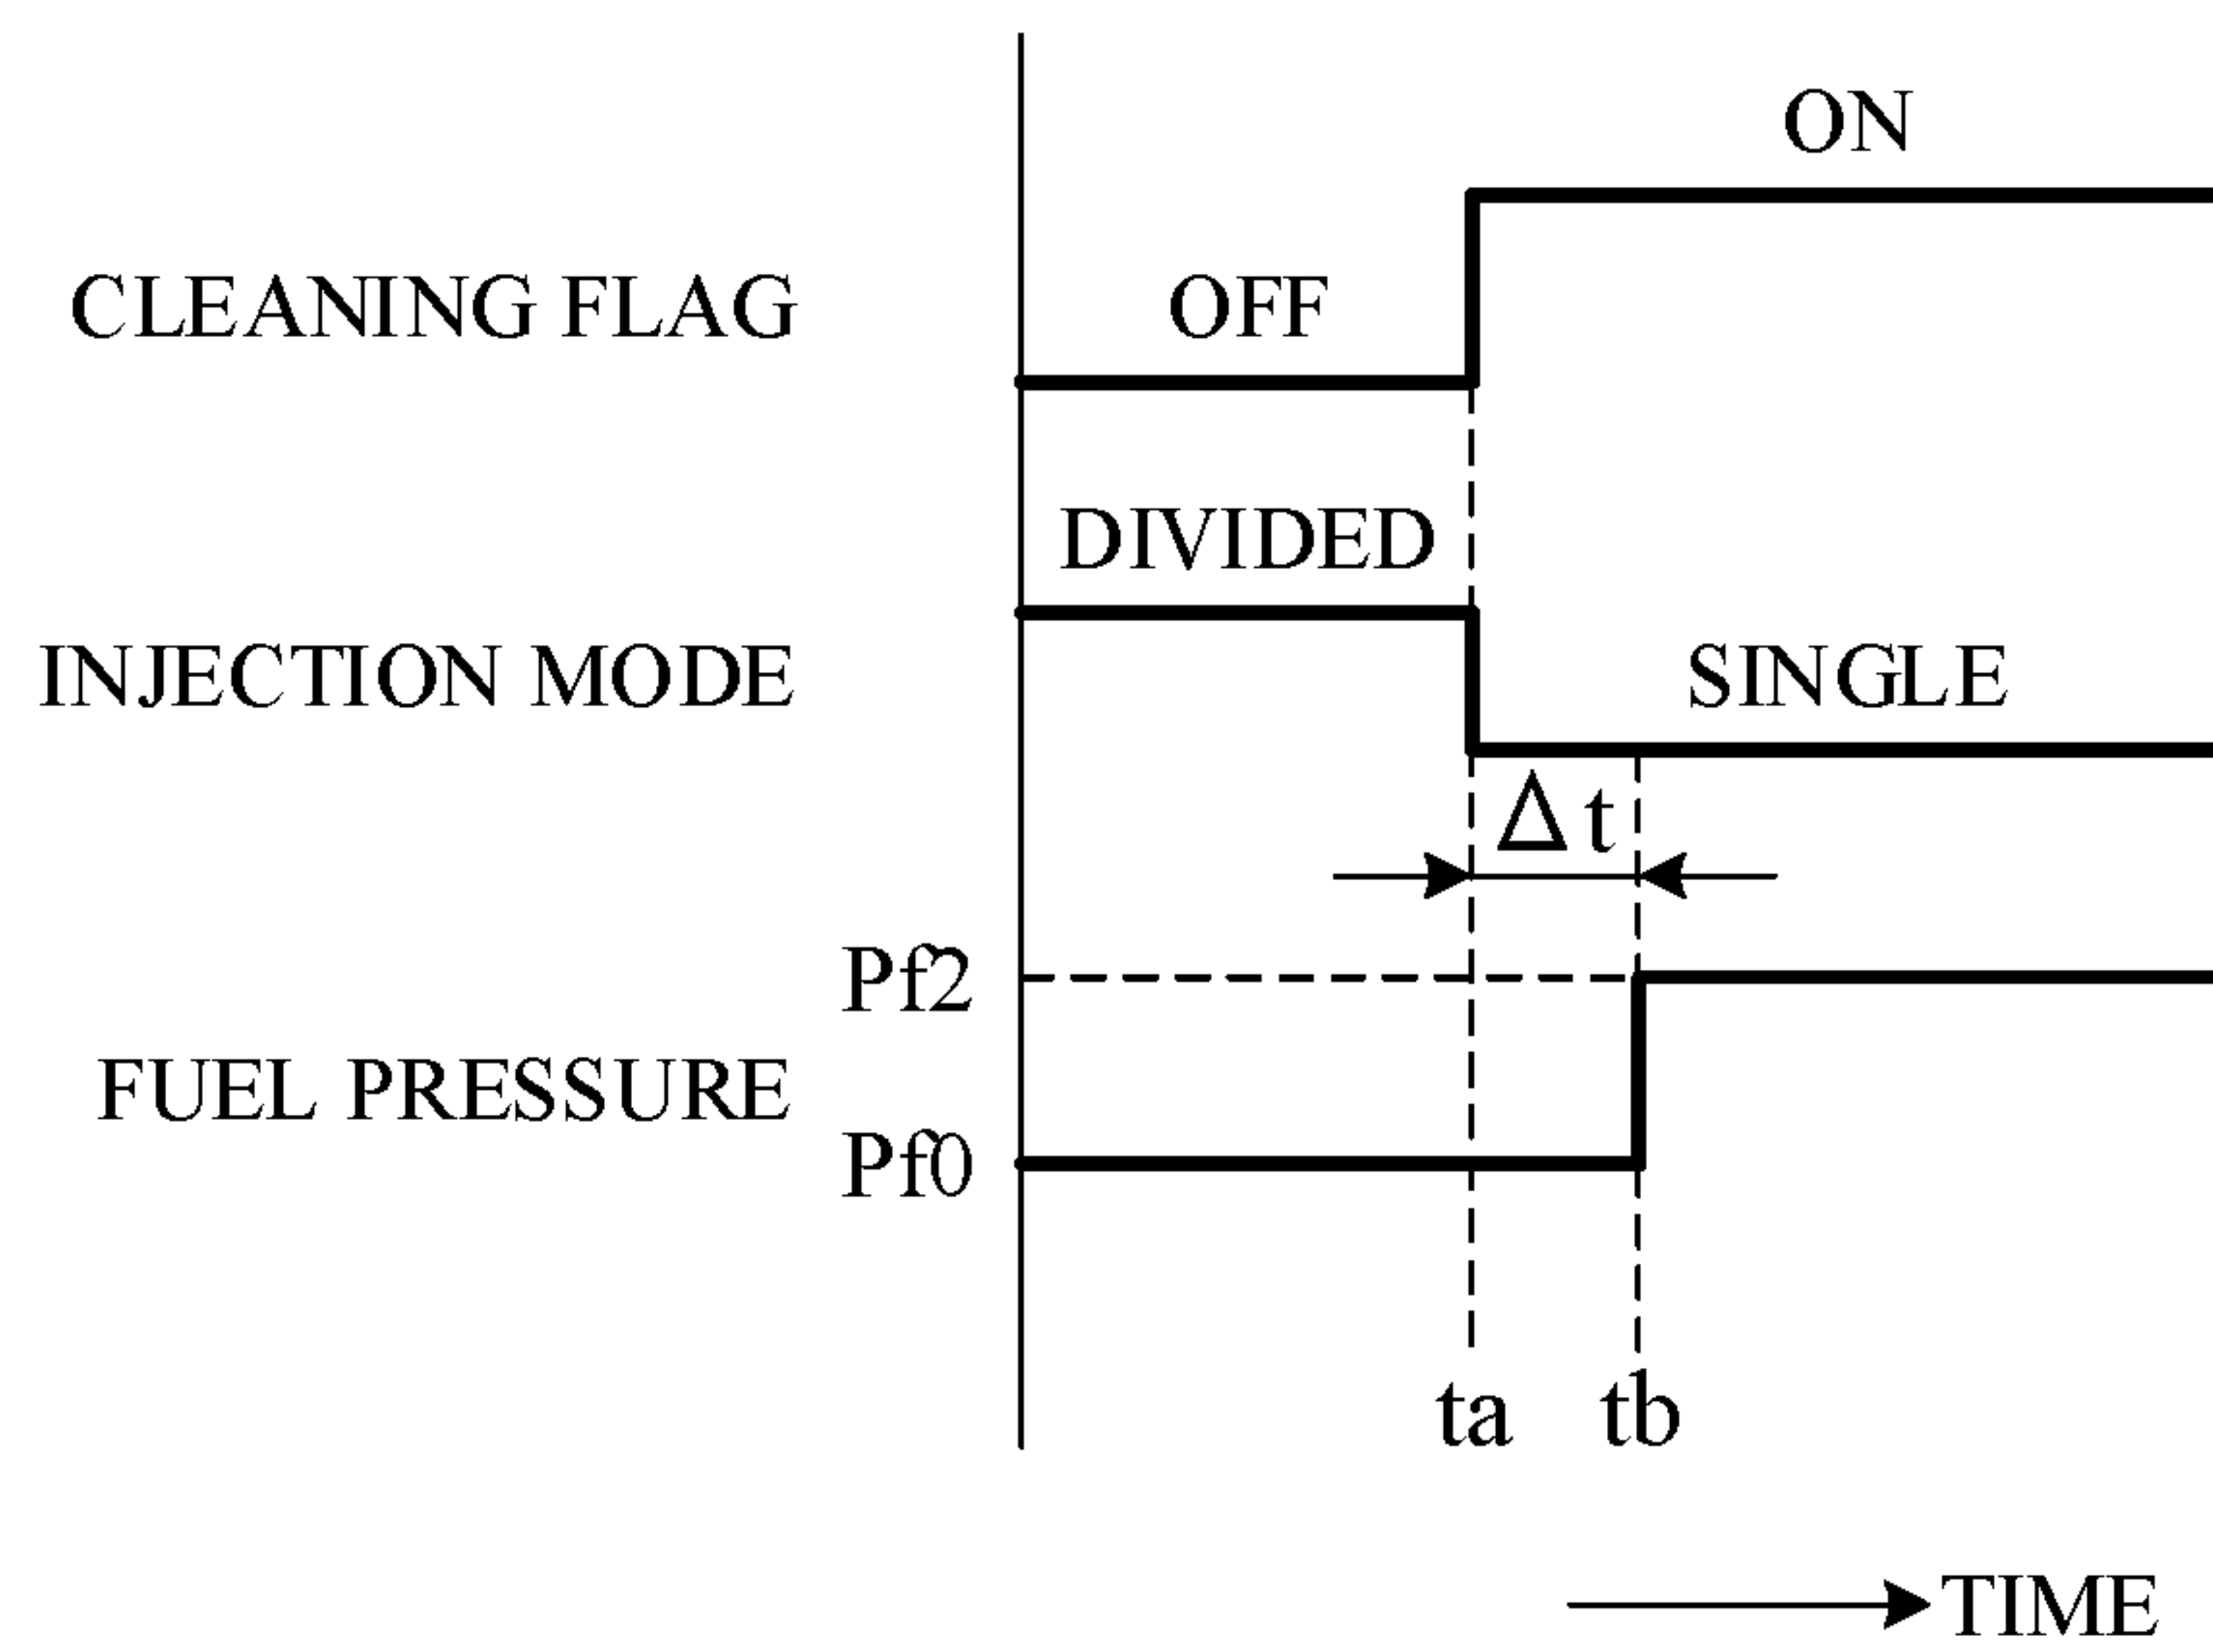 ON
CLEANING FLAG
OFF
DIVIDED
INJECTION MODE
SINGLE
Δt
Pf2
FUEL PRESSURE
Pf0
ta
tb
TIME